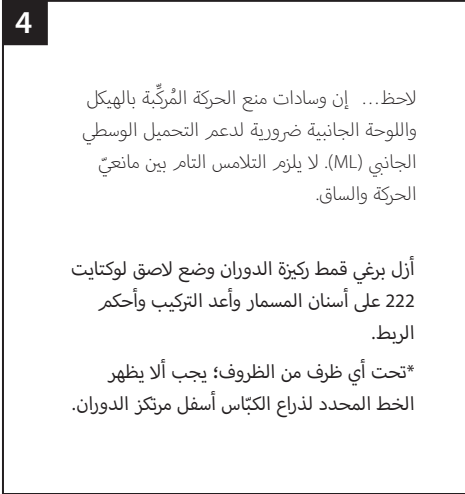 4
لاحظ... إن وسادات منع الحركة المُركِّبة بالهيكل
واللوحة الجانبية ضرورية لدعم التحميل الوسطي
الجانبي (ML). لا يلزم التلامس التام بين مانعيّ
الحركة والساق.
أزل برغي قمط ركيزة الدوران وضع لاصق لوكتايت
222 على أسنان المسمار وأعد التركيب وأحكم
الربط.
*تحت أي ظرف من الظروف؛ يجب ألا يظهر
الخط المحدد لذراع الكبّاس أسفل مرتكز الدوران.